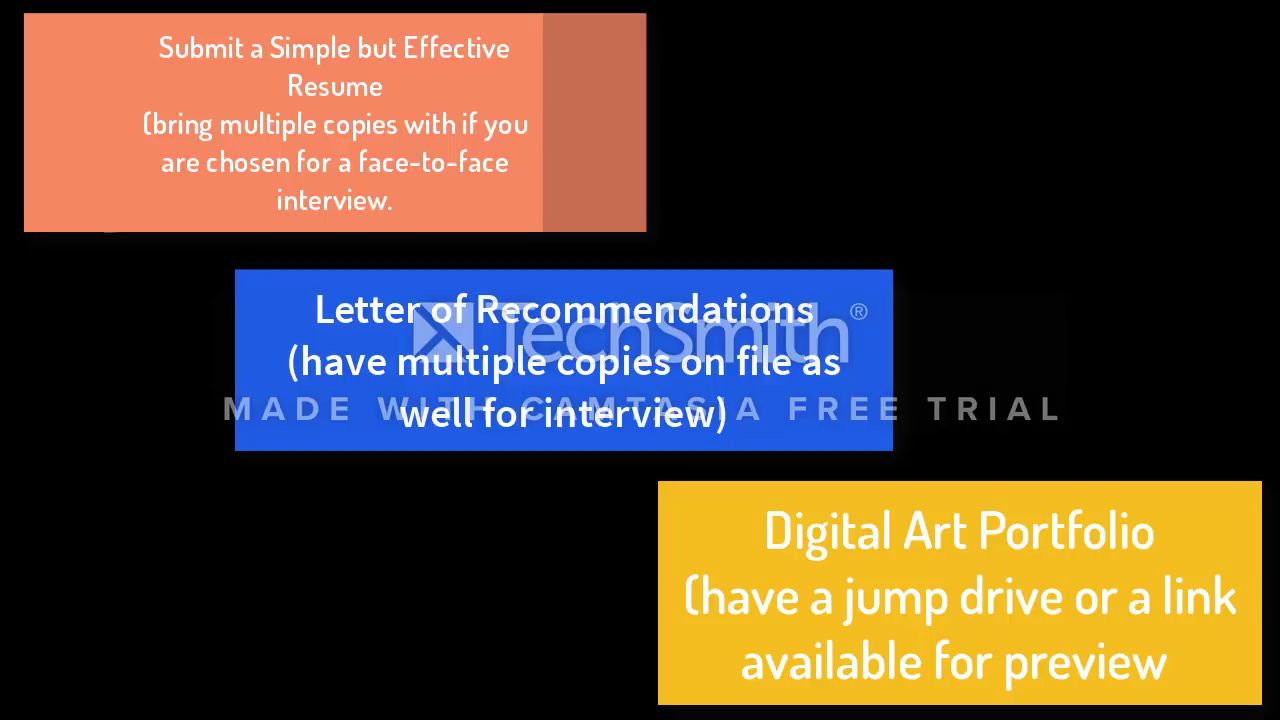 Submit a Simple but Effective
Resume
(bring multiple copies with if you
are chosen for a face-to-face
interview.
Letter of Recommendations
(have multiple copies on file as
well for interview)
TechSmith®
MADE WITH CAMTASIA FREE TRIAL
Digital Art Portfolio
(have a jump drive or a link
available for preview